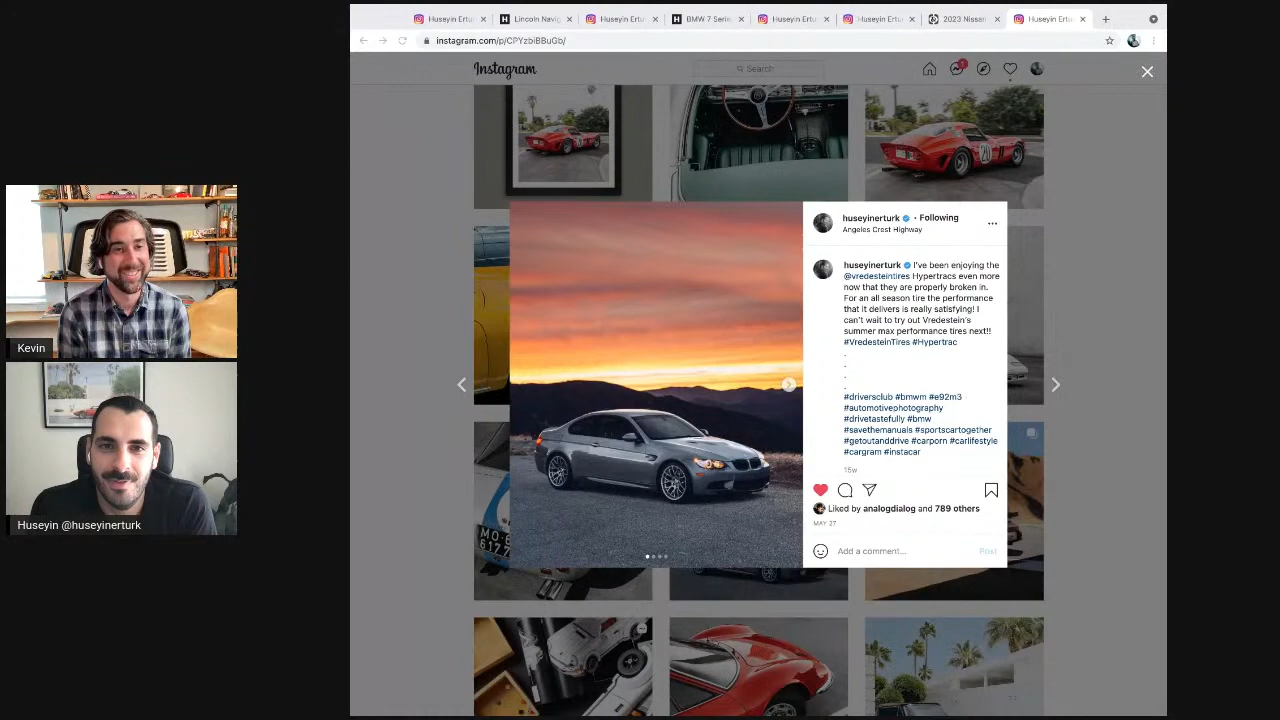 Huseyin Ertu
Lincoln Navig
Huseyin Ertu
BMW 7 Serie
Huseyin Ertu
Huseyin Ertu
2023 Nissan
Huseyin Ertu
instagram.com/p/CPYzbiBBuGb/
Instagram
Search
1
20
huseyinerturk • Following
Angeles Crest Highway
huseyinerturk I've been enjoying the
@vredesteintires Hypertracs even more
now that they are properly broken in.
For an all season tire the performance
that it delivers is really satisfying! I
can't wait to try out Vredestein's
summer max performance tires next!!
#VredesteinTires #Hypertrac
.
.
.
.
#driversclub #bmwm #e92m3
#automotivephotography
#drivetastefully #bmw
#savethemanuals #sportscartogether
#getoutanddrive #carporn #carlifestyle
#cargram #instacar
15w
Liked by analogdialog and 789 others
MAY 27
Add a comment...
Post
Kevin
Huseyin @huseyinerturk